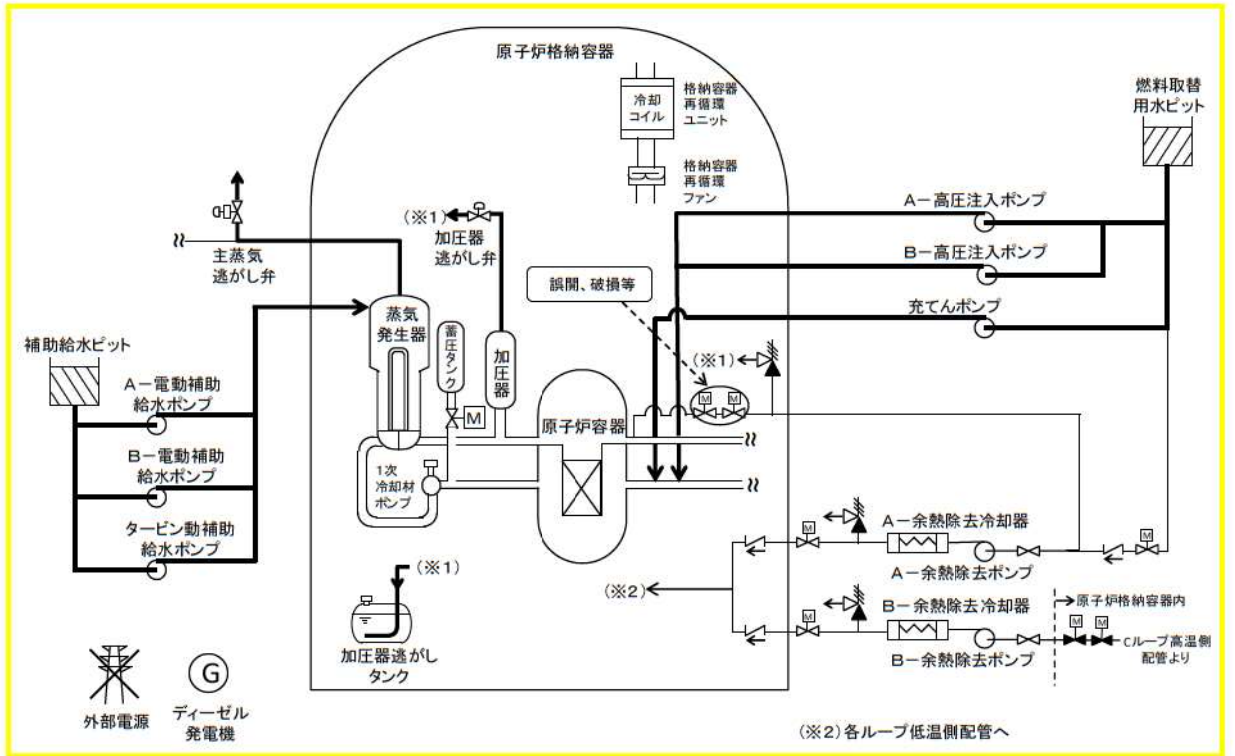 原子炉格納容器
冷却
コイル
格納容器
再循環
ユニット
格納容器
再循環
ファン
燃料取替
用水ピット
(※1)
加圧器
逃がし弁
主蒸気
逃がし弁
A－高圧注入ポンプ
B－高圧注入ポンプ
充てんポンプ
誤開、破損等
蒸気
発生器
蓄圧タンク
加圧器
M
(※1)
M
M
原子炉容器
補助給水ピット
A－電動補助
給水ポンプ
B－電動補助
給水ポンプ
タービン動補助
給水ポンプ
1次
冷却材
ポンプ
(※1)
加圧器逃がし
タンク
(※2)
M
A－余熱除去冷却器
M
A－余熱除去ポンプ
M
B－余熱除去冷却器
B－余熱除去ポンプ
原子炉格納容器内
M
M
Cループ高温側
配管より
外部電源
G
ディーゼル
発電機
(※2)各ループ低温側配管へ